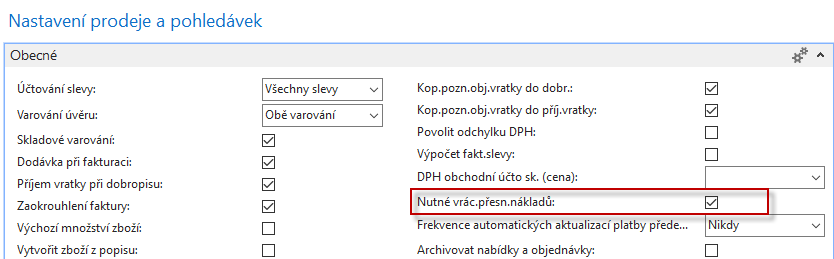 Nastavení prodeje a pohledávek
Obecné
Účtování slevy: Všechny slevy
Varování úvěru: Obě varování
Skladové varování:
Dodávka při fakturaci:
Příjem vratky při dobropisu:
Zaokrouhlení faktury:
Výchozí množství zboží:
Vytvořit zboží z popisu:
Kop.pozn.obj.vratky do dobr.:
Kop.pozn.obj.vratky do příj.vratky:
Povolit odchylku DPH:
Výpočet fakt.slevy:
DPH obchodní účto sk. (cena):
Nutné vrác.přesn.nákladů:
Frekvence automatických aktualizací platby přede... Nikdy
Archivovat nabídky a objednávky: